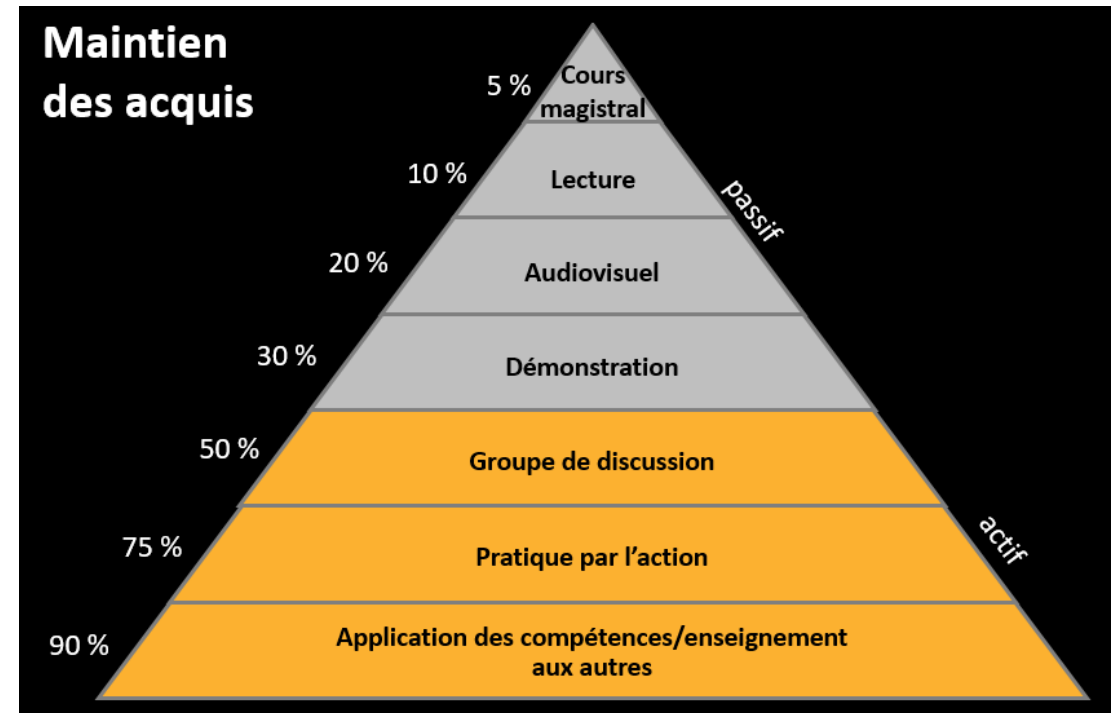 Maintien
des acquis
5 %
Cours
magistral
10 %
Lecture
passif
20 %
Audiovisuel
30 %
Démonstration
50 %
Groupe de discussion
75 %
Pratique par l’action
actif
90 %
Application des compétences/enseignement
aux autres